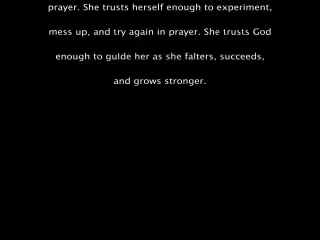 prayer. She trusts herself enough to experiment,
mess up, and try again in prayer. She trusts God
enough to gulde her as she falters, succeeds,
and grows stronger.